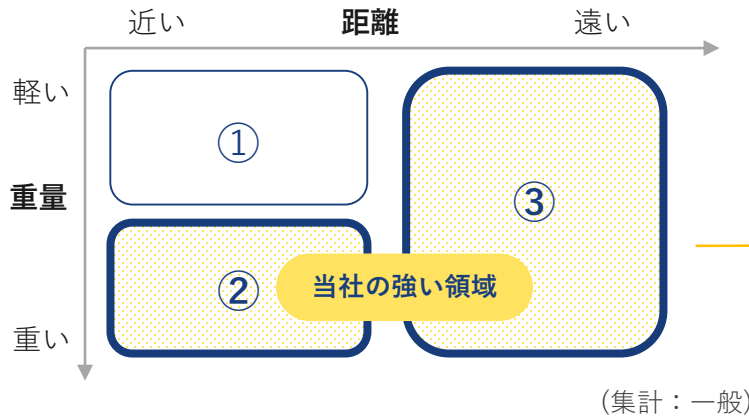 近い 距離 遠い
軽い
①
重量
③
②
当社の強い領域
重い
(集計：一般)